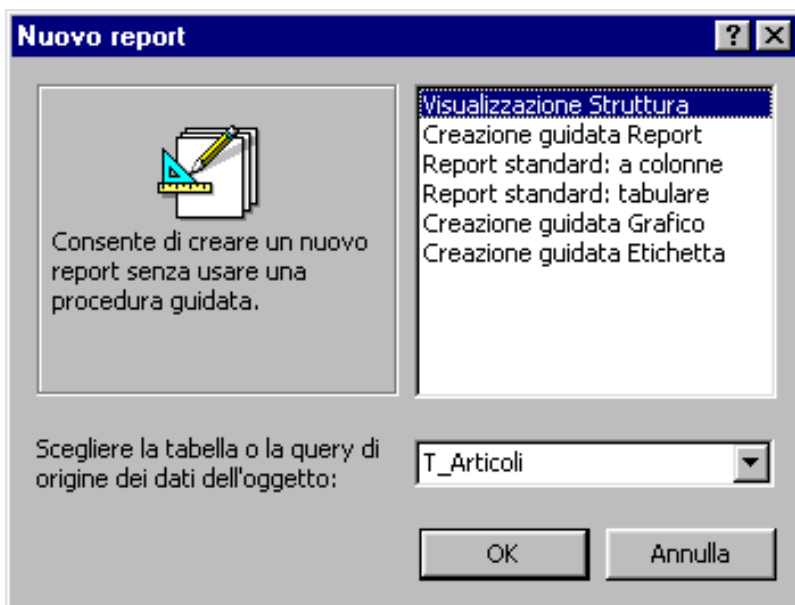 Nuovo report
Visualizzazione Struttura
Creazione guidata Report
Report standard: a colonne
Report standard: tabulare
Creazione guidata Grafico
Creazione guidata Etichetta
Consente di creare un nuovo
report senza usare una
procedura guidata.
Scegliere la tabella o la query di
origine dei dati dell'oggetto:
T_Articoli
OK
Annulla